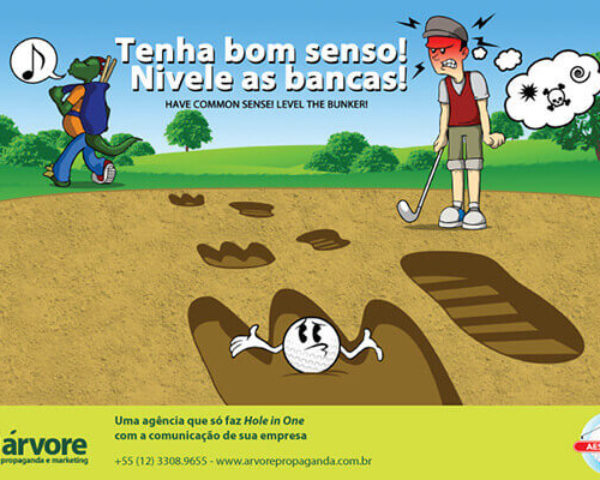 Tenha bom senso!
Nivele as bancas!
HAVE COMMON SENSE! LEVEL THE BUNKER!
árvore
propaganda e marketing
Uma agência que só faz Hole in One
com a comunicação de sua empresa
+55 (12) 3308.9655 - www.arvorepropaganda.com.br